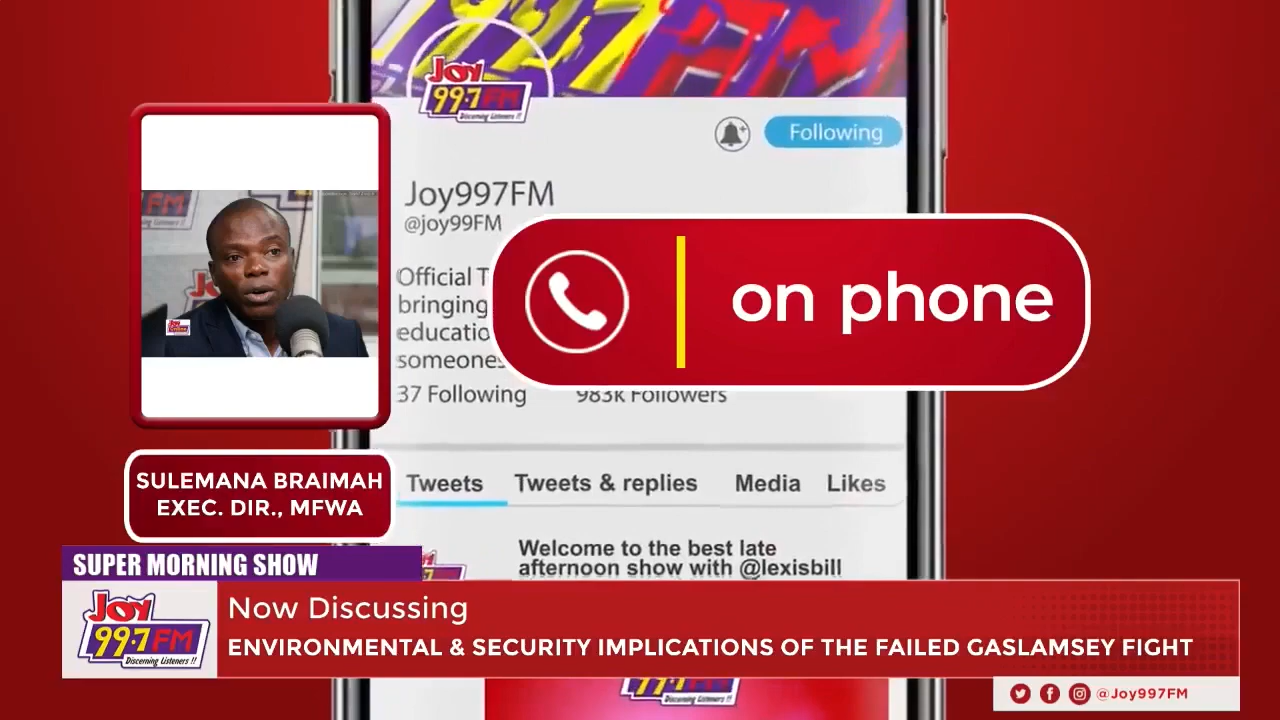 JOY
99.7 FM
Discerning Listeners !!
Following
Joy997FM
@joy99FM
Official
bringing
educatio
someones
37 Following 983k Followers
on phone
SULEMANA BRAIMAH
EXEC. DIR., MFWA
Tweets Tweets & replies Media Likes
Welcome to the best late
afternoon show with @lexisbill
SUPER MORNING SHOW
JOY
99.7 FM
Discerning Listeners !!
Now Discussing
ENVIRONMENTAL & SECURITY IMPLICATIONS OF THE FAILED GASLAMSEY FIGHT
@Joy997FM